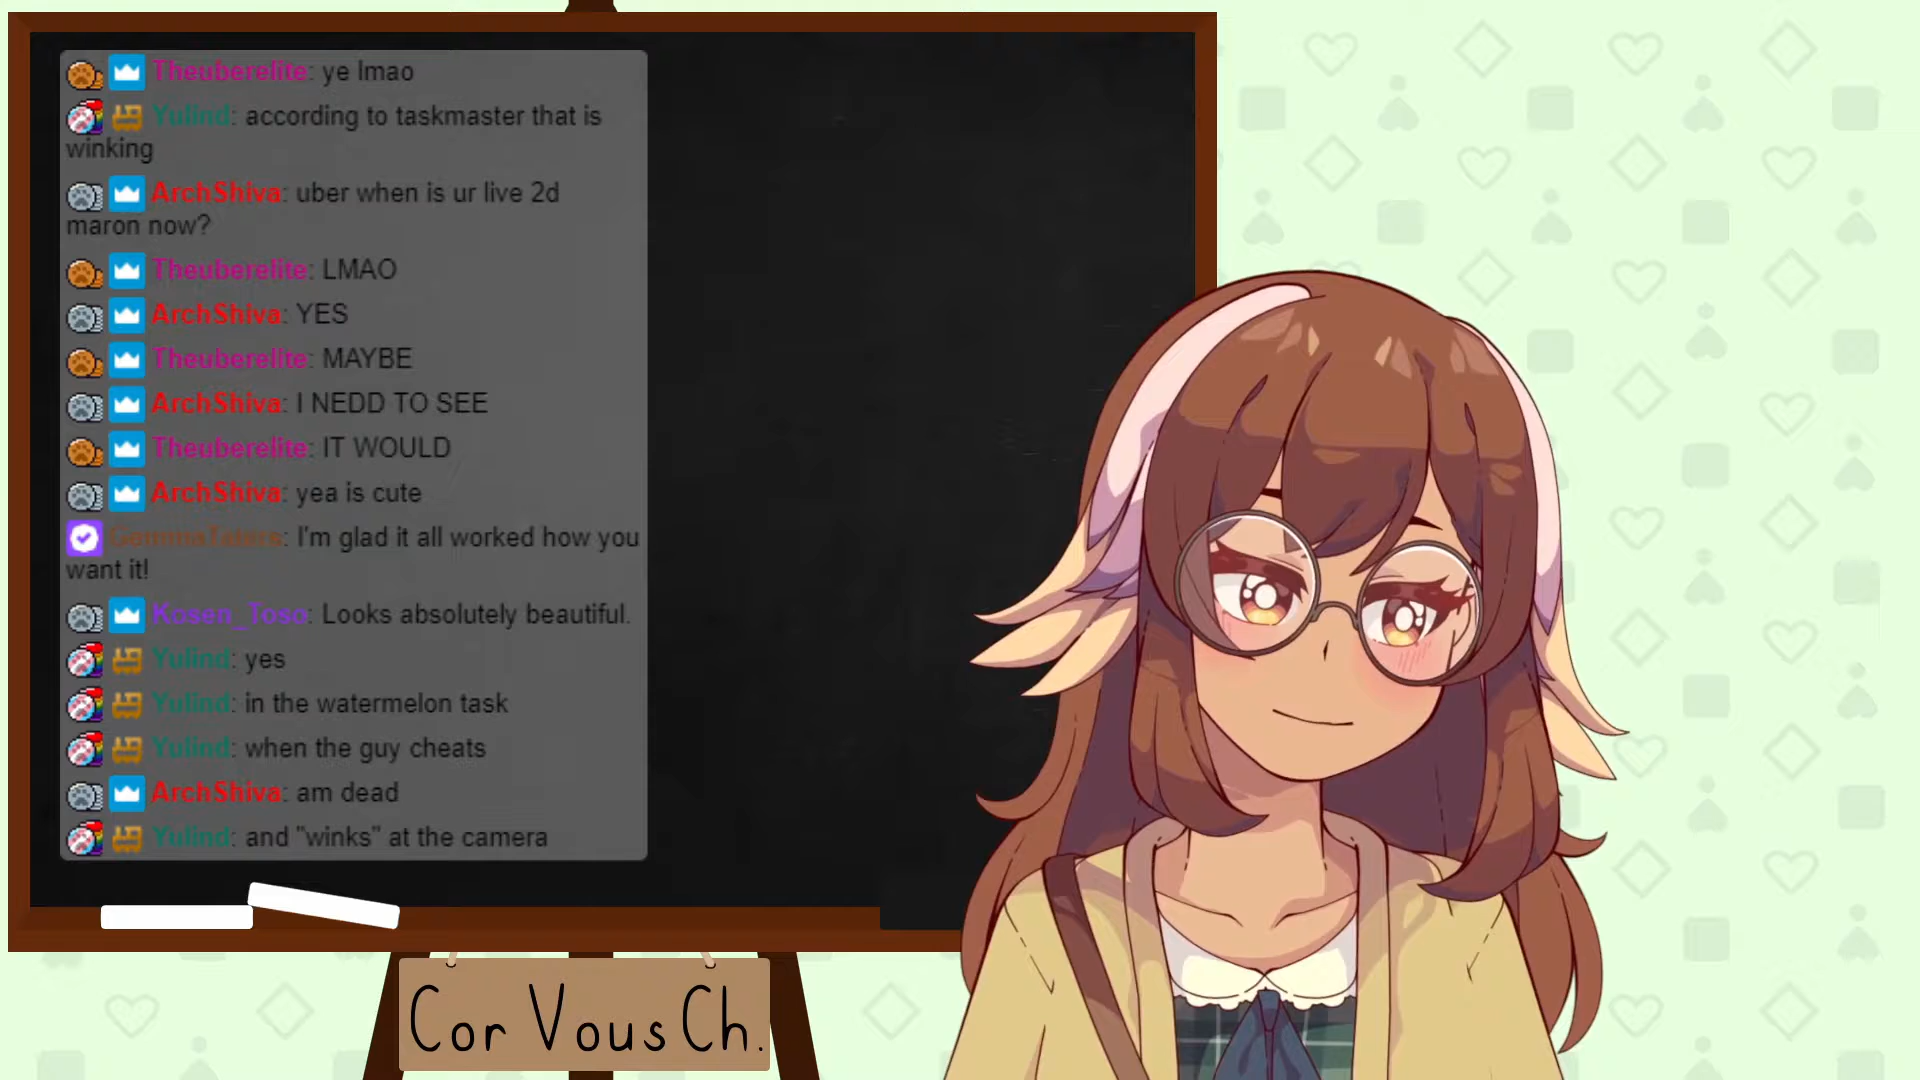 Theuberelite: ye lmao
Yulind: according to taskmaster that is
winking
ArchShiva: uber when is ur live 2d
maron now?
Theuberelite: LMAO
ArchShiva: YES
Theuberelite: MAYBE
ArchShiva: I NEDD TO SEE
Theuberelite: IT WOULD
ArchShiva: yea is cute
: I'm glad it all worked how you
want it!
Kosen_Toso: Looks absolutely beautiful.
Yulind: yes
Yulind: in the watermelon task
Yulind: when the guy cheats
ArchShiva: am dead
Yulind: and "winks" at the camera
Cor Vous Ch.